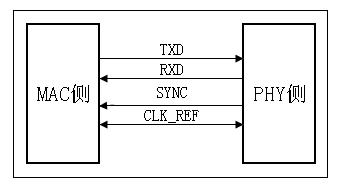 TXD
RXD
MAC侧
SYNC
PHY侧
CLK_REF